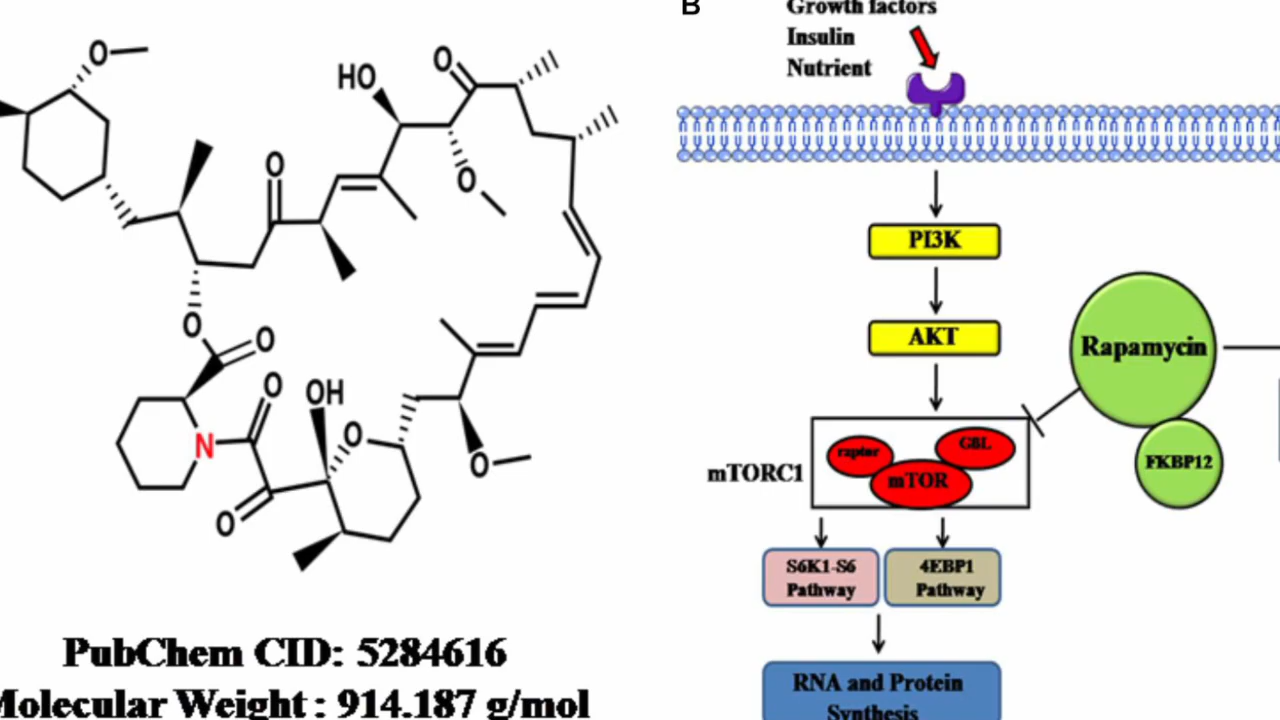 O
HO
O
O
O
O
O
O
OH
N
O
O
O
PubChem CID: 5284616
Molecular Weight : 914.187 g/mol
B
Growth factors
Insulin
Nutrient
PI3K
AKT
Rapamycin
FKBP12
mTORC1
raptor
GBL
mTOR
S6K1-S6
Pathway
4EBP1
Pathway
RNA and Protein
Synthesis